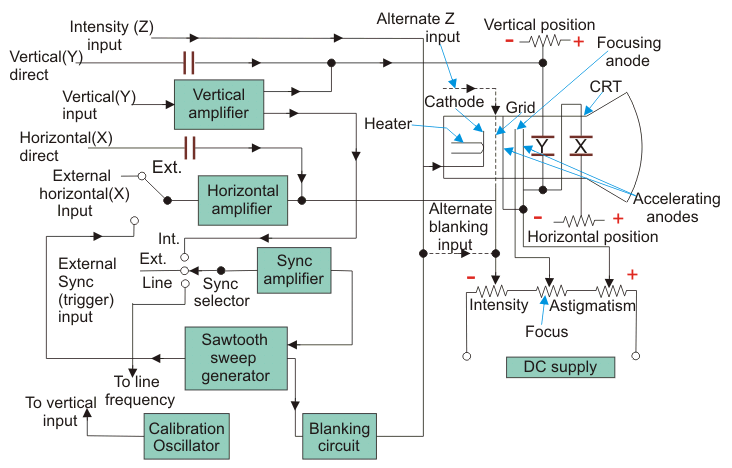 Intensity (Z)
input
Alternate Z
input
Vertical position
- +
Focusing
anode
Vertical(Y)
direct
CRT
Vertical(Y)
input
Vertical
amplifier
Cathode
Grid
Heater
Y
X
Horizontal(X)
direct
Ext.
External
horizontal(X)
Input
Horizontal
amplifier
Accelerating
anodes
Alternate
blanking
input
- +
Horizontal position
Int.
External
Sync
(trigger)
input
Ext.
Line
Sync
selector
Sync
amplifier
- +
Intensity
Astigmatism
Focus
Sawtooth
sweep
generator
DC supply
To line
frequency
To vertical
input
Calibration
Oscillator
Blanking
circuit